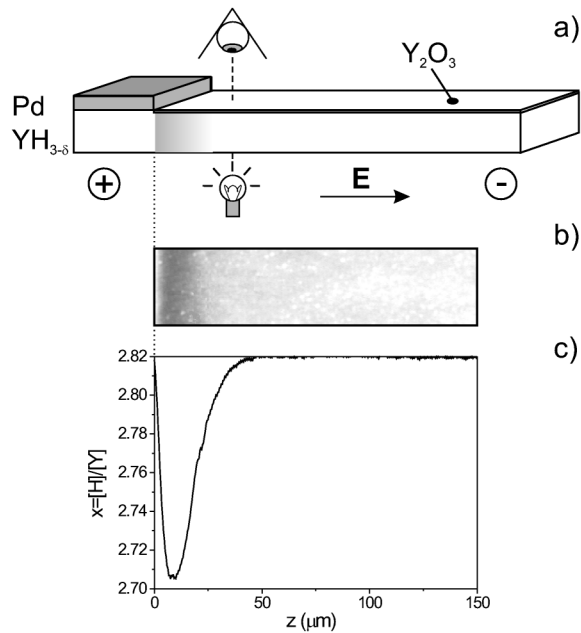 a)
Y₂O₃
Pd
YH₃₋δ
+
E
-
b)
c)
2.82
2.80
2.78
2.76
2.74
2.72
2.70
x=[H]/[Y]
0 50 100 150
z (μm)